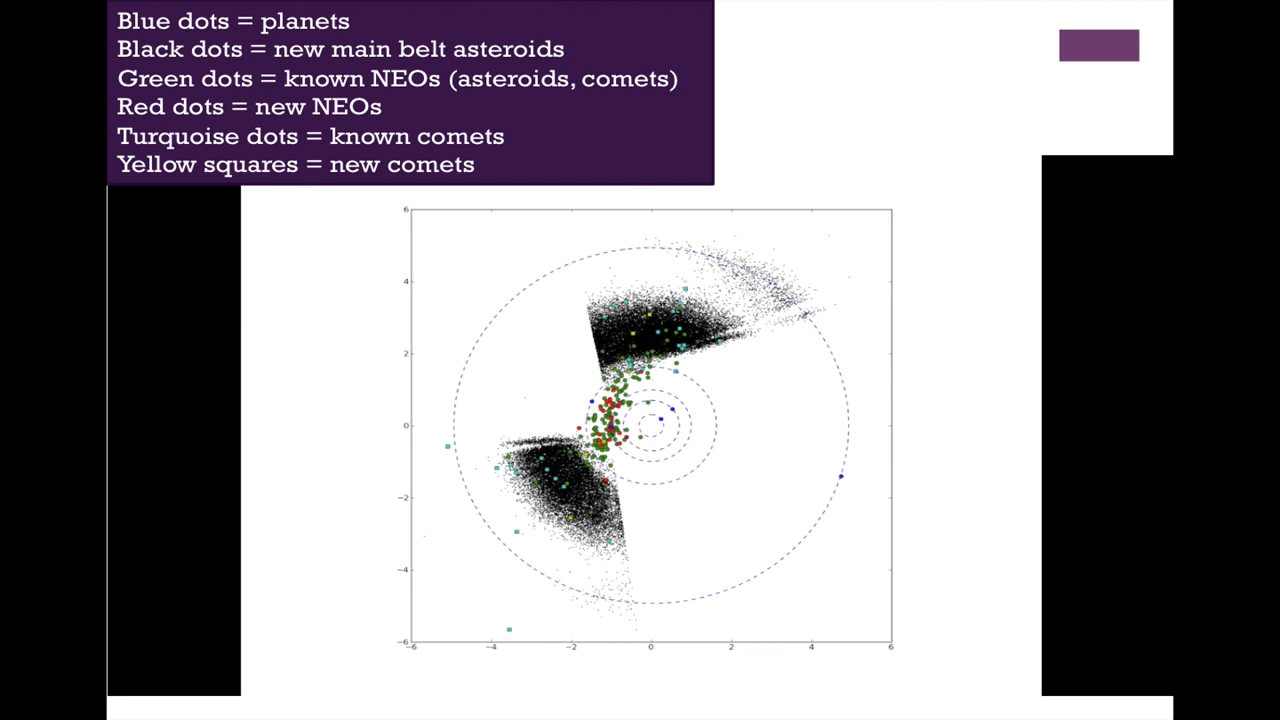 Blue dots = planets
Black dots = new main belt asteroids
Green dots = known NEOs (asteroids, comets)
Red dots = new NEOs
Turquoise dots = known comets
Yellow squares = new comets
6
4
2
0
−2
−4
−6
−6 −4 −2 0 2 4 6